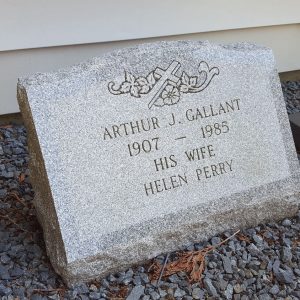 ARTHUR J. GALLANT
1907 — 1985
HIS WIFE
HELEN PERRY